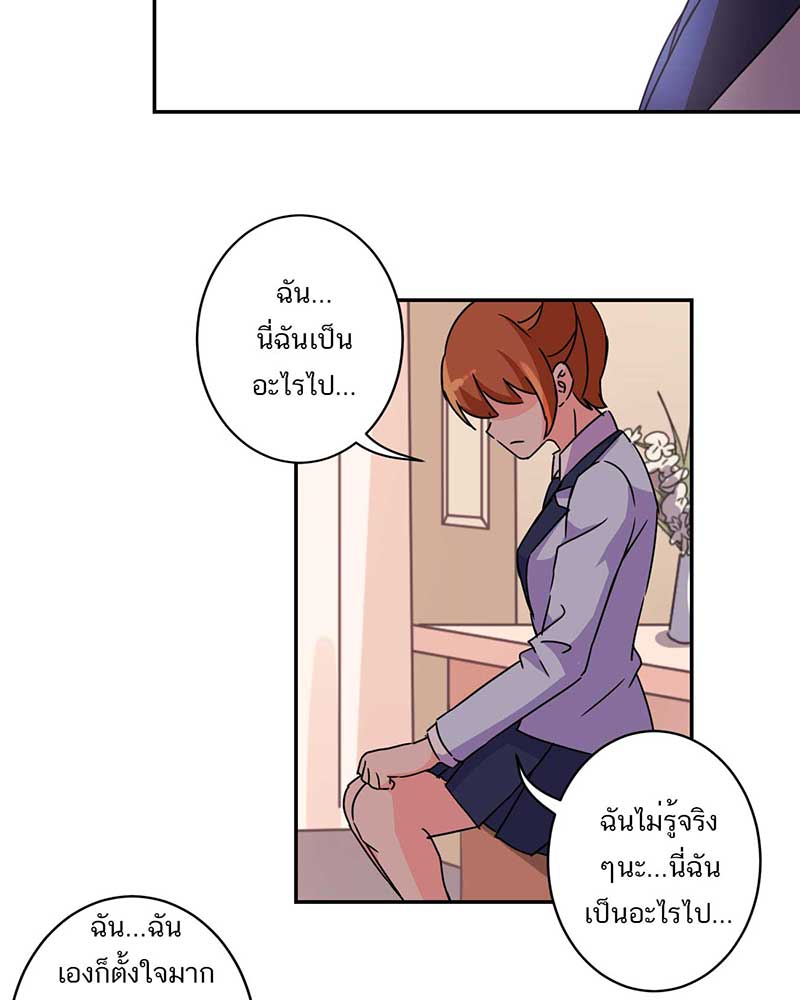 ฉัน...
นี่ฉันเป็น
อะไรไป...
ฉันไม่รู้จริง
ๆนะ...นี่ฉัน
เป็นอะไรไป...
ฉัน...ฉัน
เองก็ตั้งใจมาก